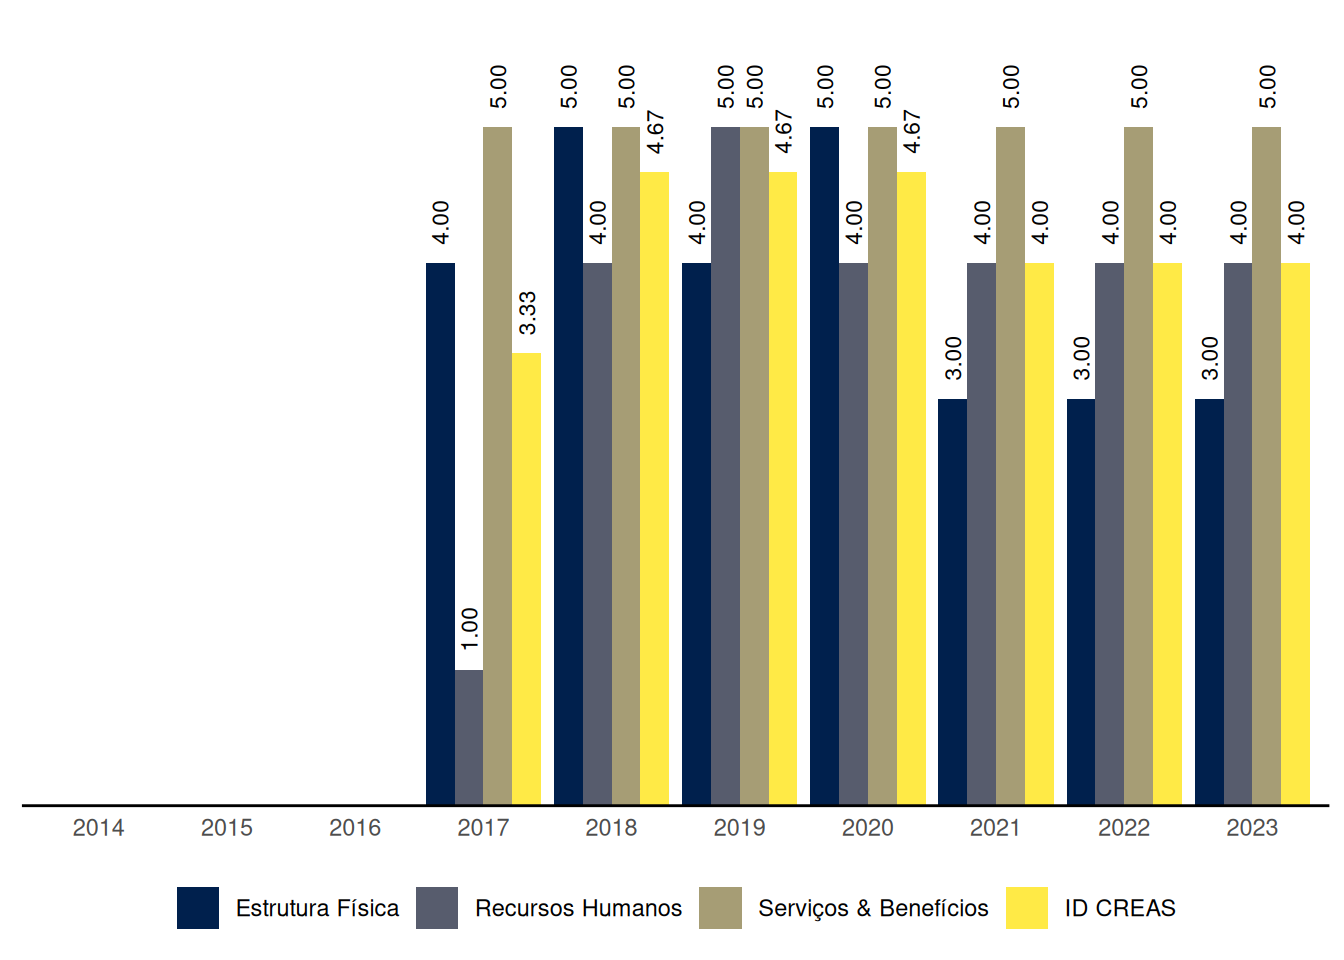 5.00 5.00 5.00 5.00 5.00 5.00 5.00 5.00 5.00 5.00
4.67 4.67 4.67
4.00 4.00 4.00 4.00 4.00 4.00 4.00 4.00 4.00 4.00
3.33
3.00 3.00 3.00
1.00
2014 2015 2016 2017 2018 2019 2020 2021 2022 2023
Estrutura Física Recursos Humanos Serviços & Benefícios ID CREAS